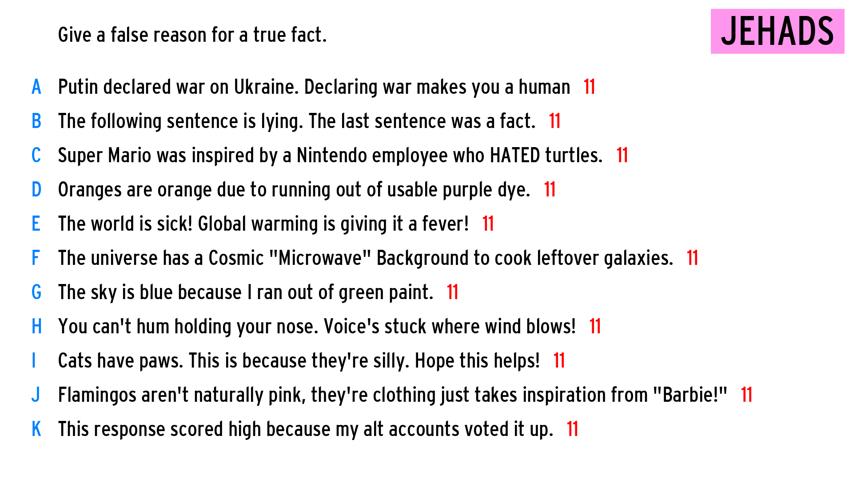 Give a false reason for a true fact.
JEHADS
A Putin declared war on Ukraine. Declaring war makes you a human 11
B The following sentence is lying. The last sentence was a fact. 11
C Super Mario was inspired by a Nintendo employee who HATED turtles. 11
D Oranges are orange due to running out of usable purple dye. 11
E The world is sick! Global warming is giving it a fever! 11
F The universe has a Cosmic "Microwave" Background to cook leftover galaxies. 11
G The sky is blue because I ran out of green paint. 11
H You can't hum holding your nose. Voice's stuck where wind blows! 11
I Cats have paws. This is because they're silly. Hope this helps! 11
J Flamingos aren't naturally pink, they're clothing just takes inspiration from "Barbie!" 11
K This response scored high because my alt accounts voted it up. 11